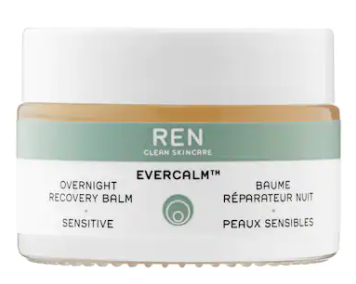 REN
CLEAN SKINCARE
EVERCALM™
OVERNIGHT
RECOVERY BALM
·
SENSITIVE
BAUME
RÉPARATEUR NUIT
·
PEAUX SENSIBLES